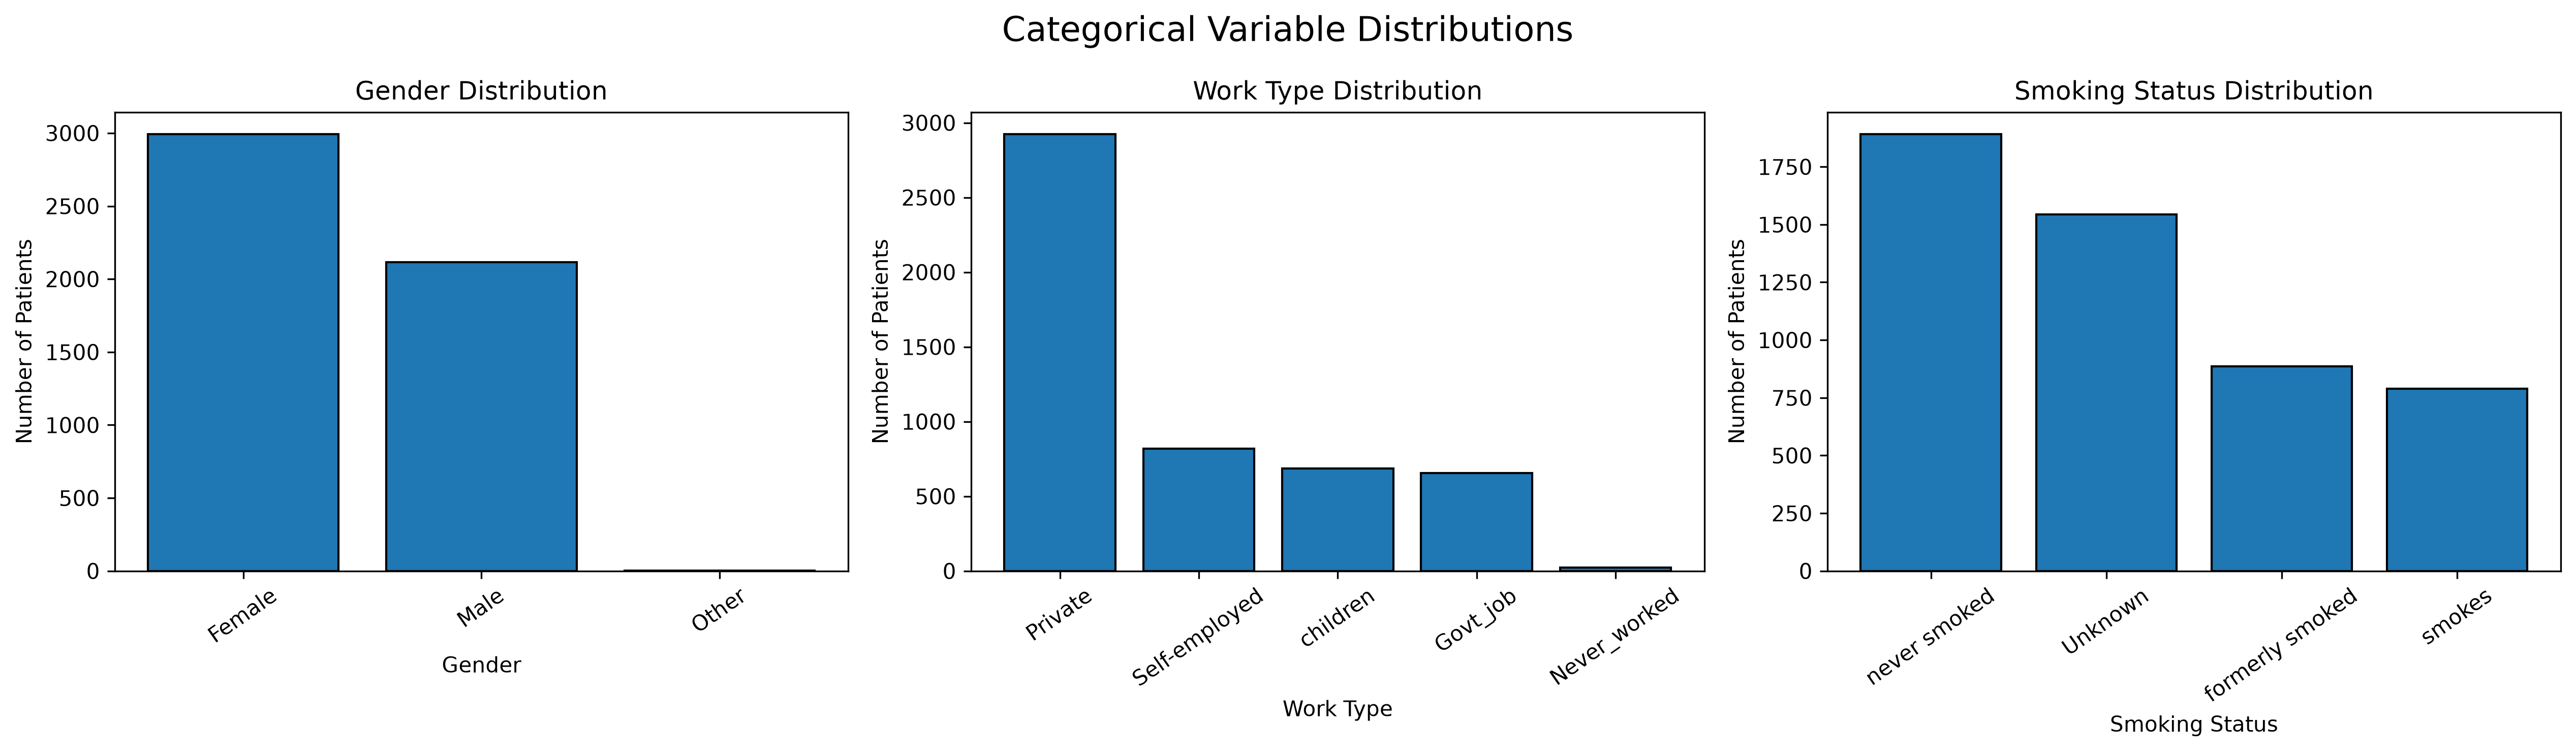 Categorical Variable Distributions
Gender Distribution
Number of Patients
3000
2500
2000
1500
1000
500
0
Female
Male
Other
Gender
Work Type Distribution
Number of Patients
3000
2500
2000
1500
1000
500
0
Private
Self-employed
children
Govt_job
Never_worked
Work Type
Smoking Status Distribution
Number of Patients
1750
1500
1250
1000
750
500
250
0
never smoked
Unknown
formerly smoked
smokes
Smoking Status